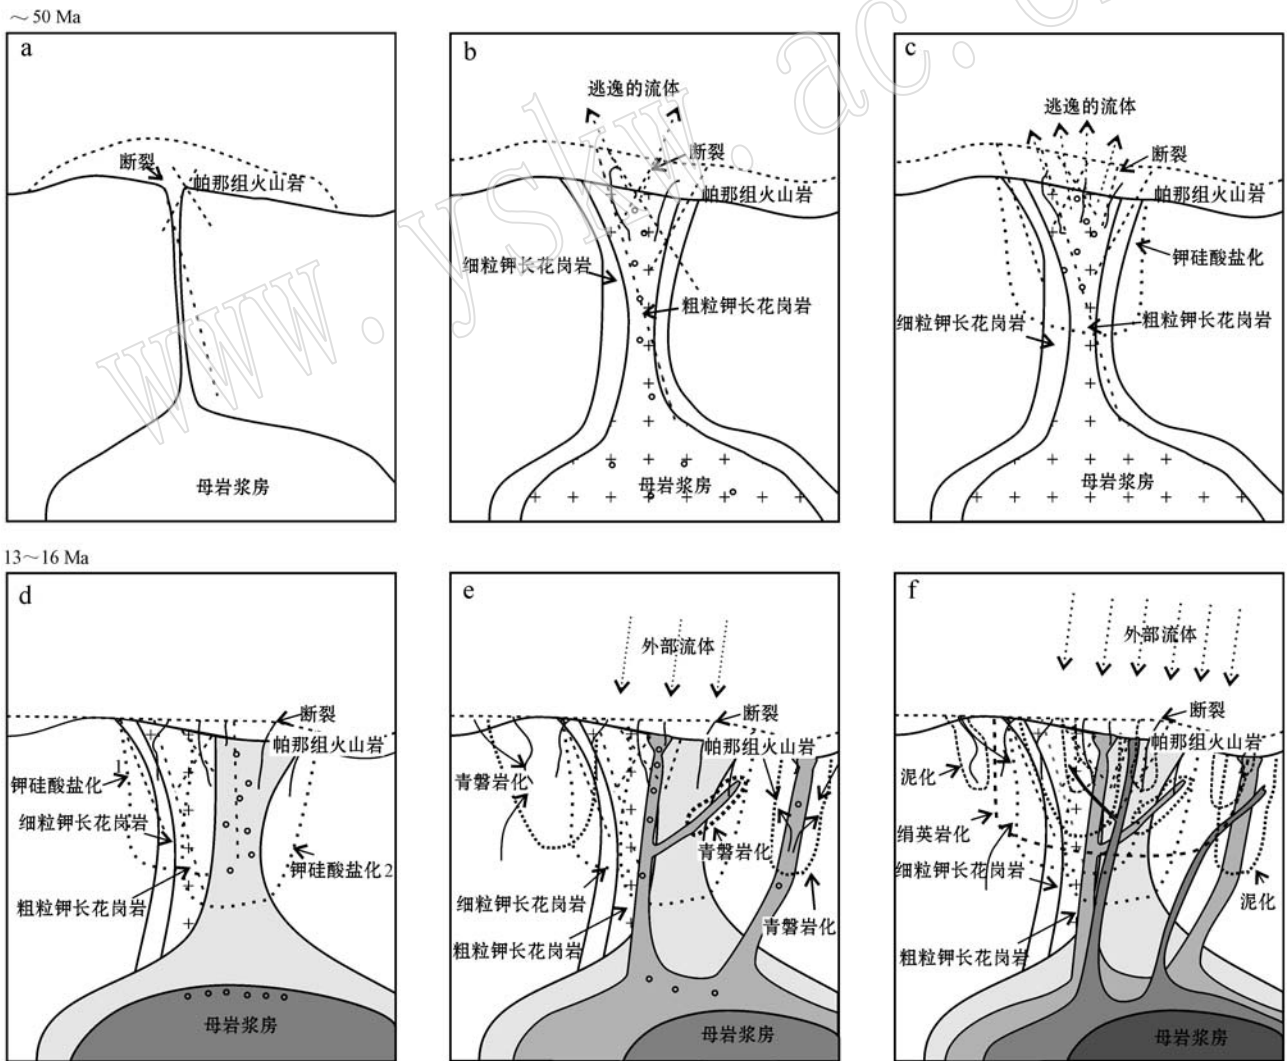 ～50 Ma
a
断裂
帕那组火山岩
母岩浆房
b
逃逸的流体
断裂
帕那组火山岩
细粒钾长花岗岩
粗粒钾长花岗岩
母岩浆房
c
逃逸的流体
断裂
帕那组火山岩
钾硅酸盐化
细粒钾长花岗岩
粗粒钾长花岗岩
母岩浆房
13～16 Ma
d
断裂
帕那组火山岩
钾硅酸盐化
细粒钾长花岗岩
钾硅酸盐化2
粗粒钾长花岗岩
母岩浆房
e
外部流体
断裂
帕那组火山岩
青磐岩化
青磐岩化
细粒钾长花岗岩
青磐岩化
粗粒钾长花岗岩
母岩浆房
f
外部流体
断裂
帕那组火山岩
泥化
绢英岩化
细粒钾长花岗岩
泥化
粗粒钾长花岗岩
母岩浆房
www.yskw.ac.c